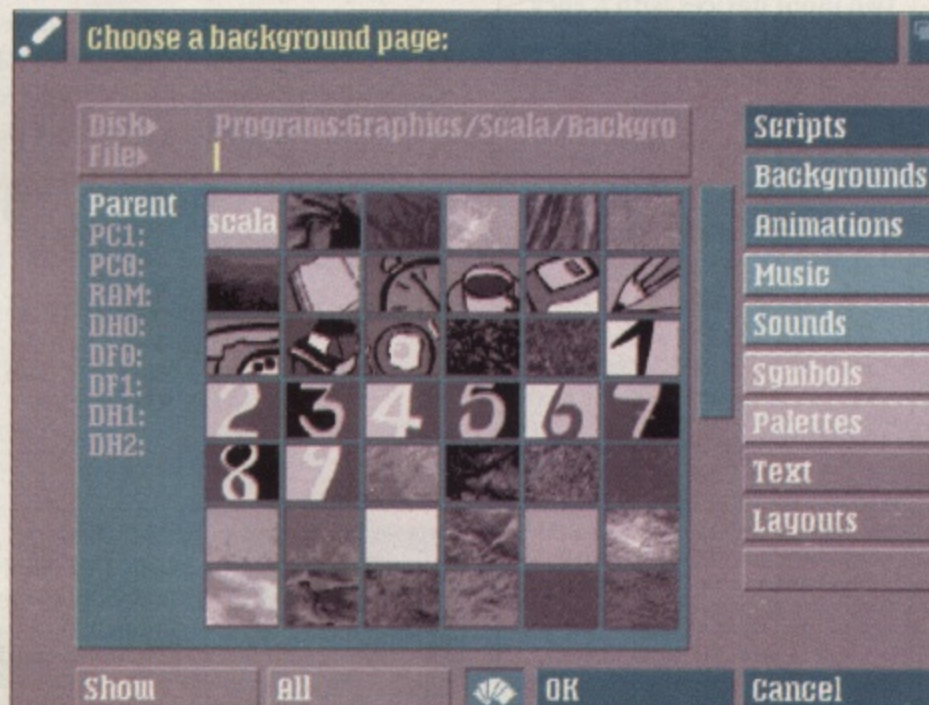 Choose a background page:
Disk▸ Programs:Graphics/Scala/Backgro
File▸
Parent
PC1:
PC0:
RAM:
DH0:
DF0:
DF1:
DH1:
DH2:
scala
1
2 3 4 5 6 7
8 9
Scripts
Backgrounds
Animations
Music
Sounds
Symbols
Palettes
Text
Layouts
Show All OK Cancel